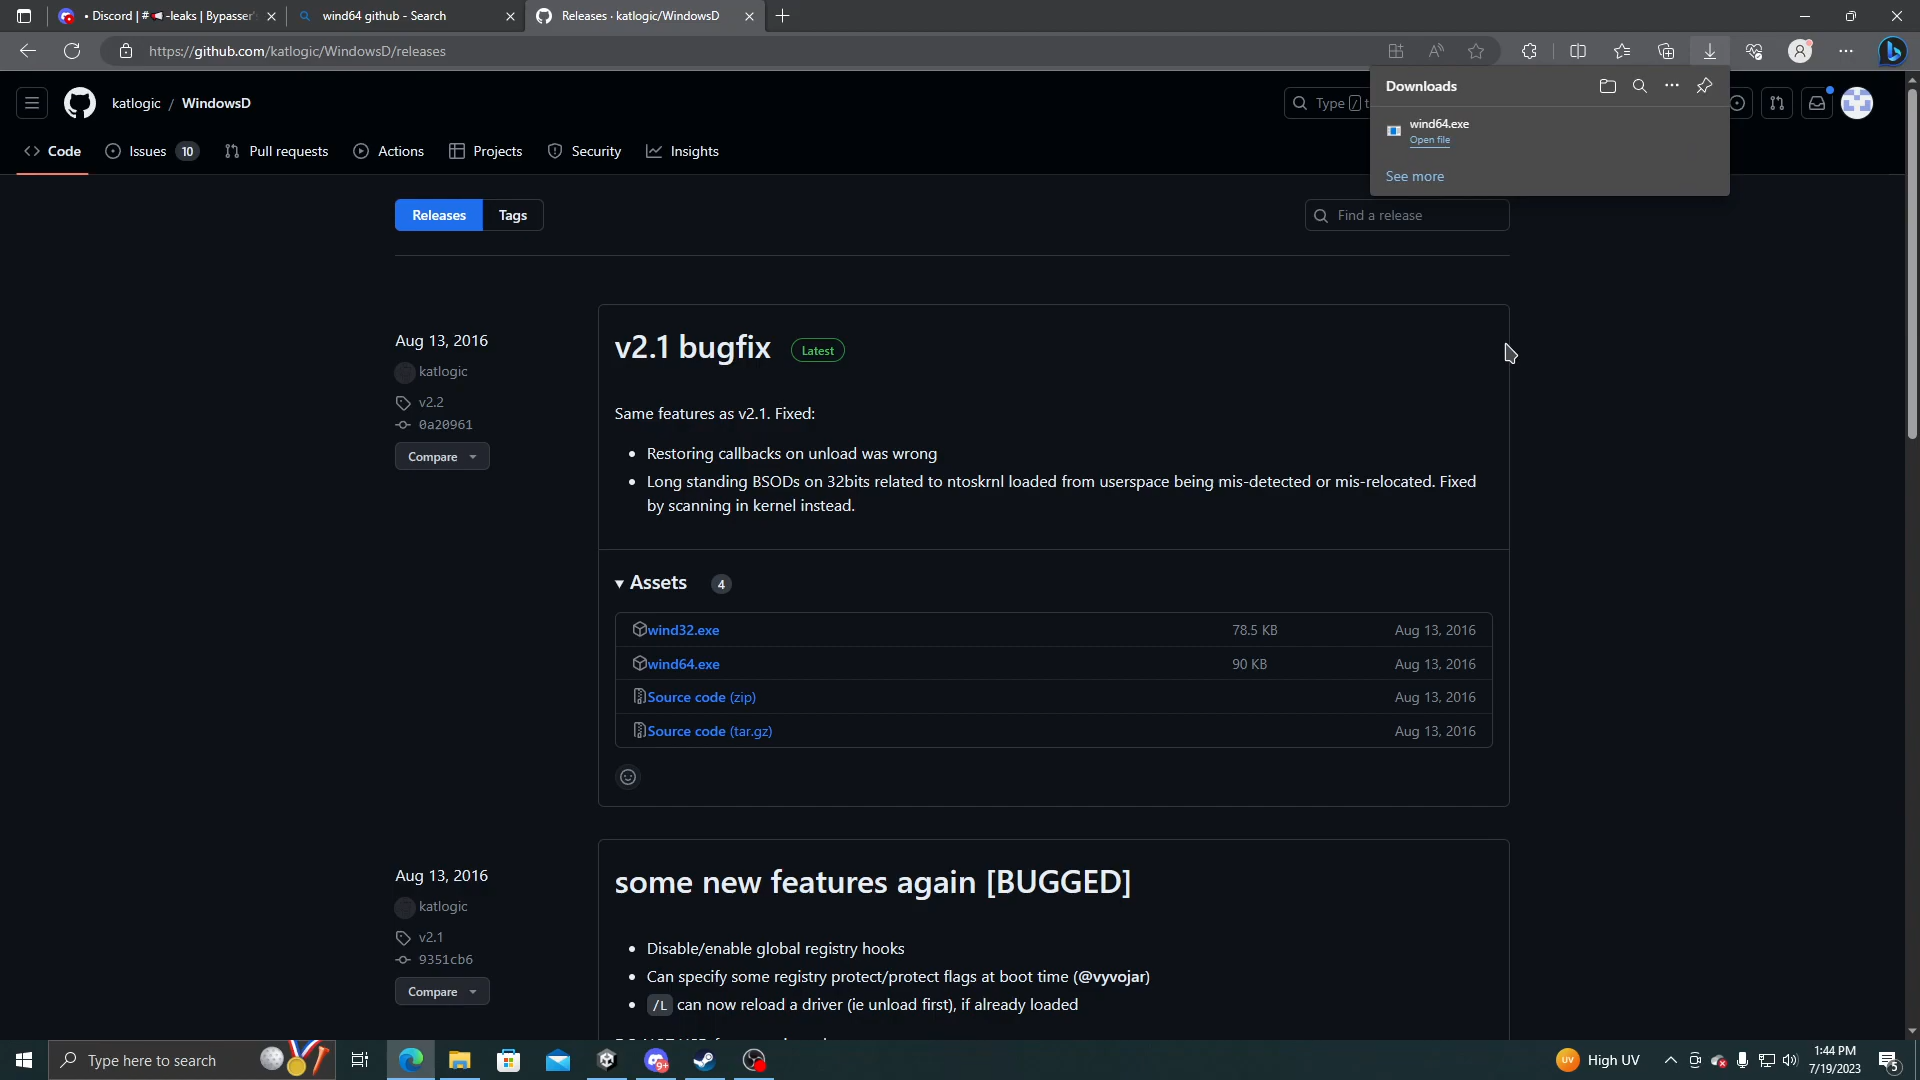 • Discord | # -leaks | Bypasser'
wind64 github - Search
Releases · katlogic/WindowsD
https://github.com/katlogic/WindowsD/releases
Downloads
wind64.exe
Open file
See more
katlogic / WindowsD
Type / t
Code
Issues 10
Pull requests
Actions
Projects
Security
Insights
Releases
Tags
Find a release
Aug 13, 2016
katlogic
v2.2
0a20961
Compare
v2.1 bugfix Latest
Same features as v2.1. Fixed:
• Restoring callbacks on unload was wrong
• Long standing BSODs on 32bits related to ntoskrnl loaded from userspace being mis-detected or mis-relocated. Fixed
by scanning in kernel instead.
Assets 4
wind32.exe 78.5 KB Aug 13, 2016
wind64.exe 90 KB Aug 13, 2016
Source code (zip) Aug 13, 2016
Source code (tar.gz) Aug 13, 2016
Aug 13, 2016
katlogic
v2.1
9351cb6
Compare
some new features again [BUGGED]
• Disable/enable global registry hooks
• Can specify some registry protect/protect flags at boot time (@vyvojar)
• /L can now reload a driver (ie unload first), if already loaded
Type here to search
9+
UV
High UV
1:44 PM
7/19/2023
5